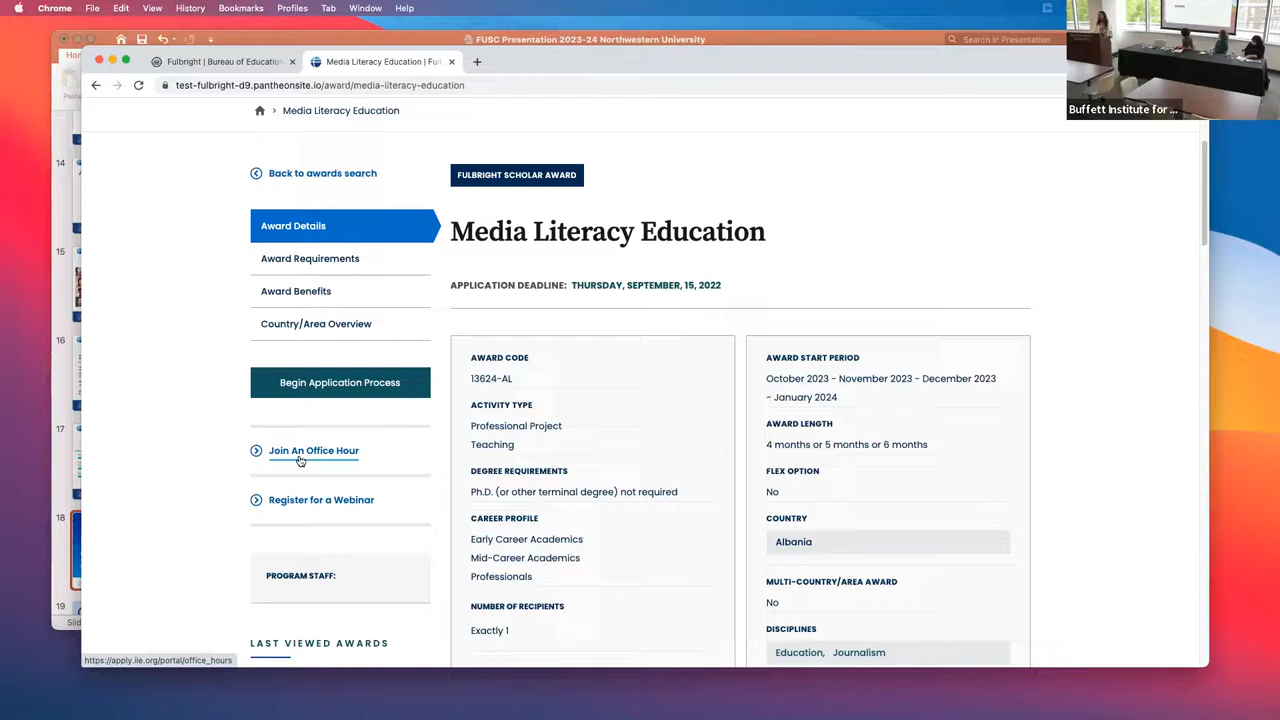 Chrome File Edit View History Bookmarks Profiles Tab Window Help
FUSC Presentation 2023-24 Northwestern University
Search in Presentation
Fulbright | Bureau of Education
Media Literacy Education | Ful
test-fulbright-d9.pantheonsite.io/award/media-literacy-education
Buffett Institute for ...
Media Literacy Education
14
15
16
17
18
19
Back to awards search
Award Details
Award Requirements
Award Benefits
Country/Area Overview
Begin Application Process
Join An Office Hour
Register for a Webinar
PROGRAM STAFF:
LAST VIEWED AWARDS
FULBRIGHT SCHOLAR AWARD
Media Literacy Education
APPLICATION DEADLINE: THURSDAY, SEPTEMBER, 15, 2022
AWARD CODE
13624-AL
ACTIVITY TYPE
Professional Project
Teaching
DEGREE REQUIREMENTS
Ph.D. (or other terminal degree) not required
CAREER PROFILE
Early Career Academics
Mid-Career Academics
Professionals
NUMBER OF RECIPIENTS
Exactly 1
AWARD START PERIOD
October 2023 - November 2023 - December 2023
- January 2024
AWARD LENGTH
4 months or 5 months or 6 months
FLEX OPTION
No
COUNTRY
Albania
MULTI-COUNTRY/AREA AWARD
No
DISCIPLINES
Education, Journalism
https://apply.iie.org/portal/office_hours